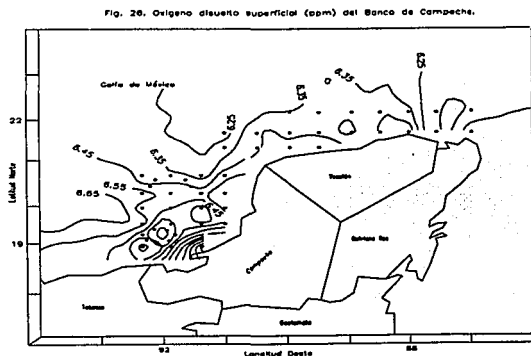 Fig. 26. Oxigeno disuelto superficial (ppm) del Banco de Campeche.
6.25
6.35
Golfo de México
6.35
6.25
22
6.45
6.35
6.55
Yucatán
6.65
Latitud Norte
6.45
19
Quintana Roo
Campeche
Tabasco
Guatemala
92
88
Longitud Oeste